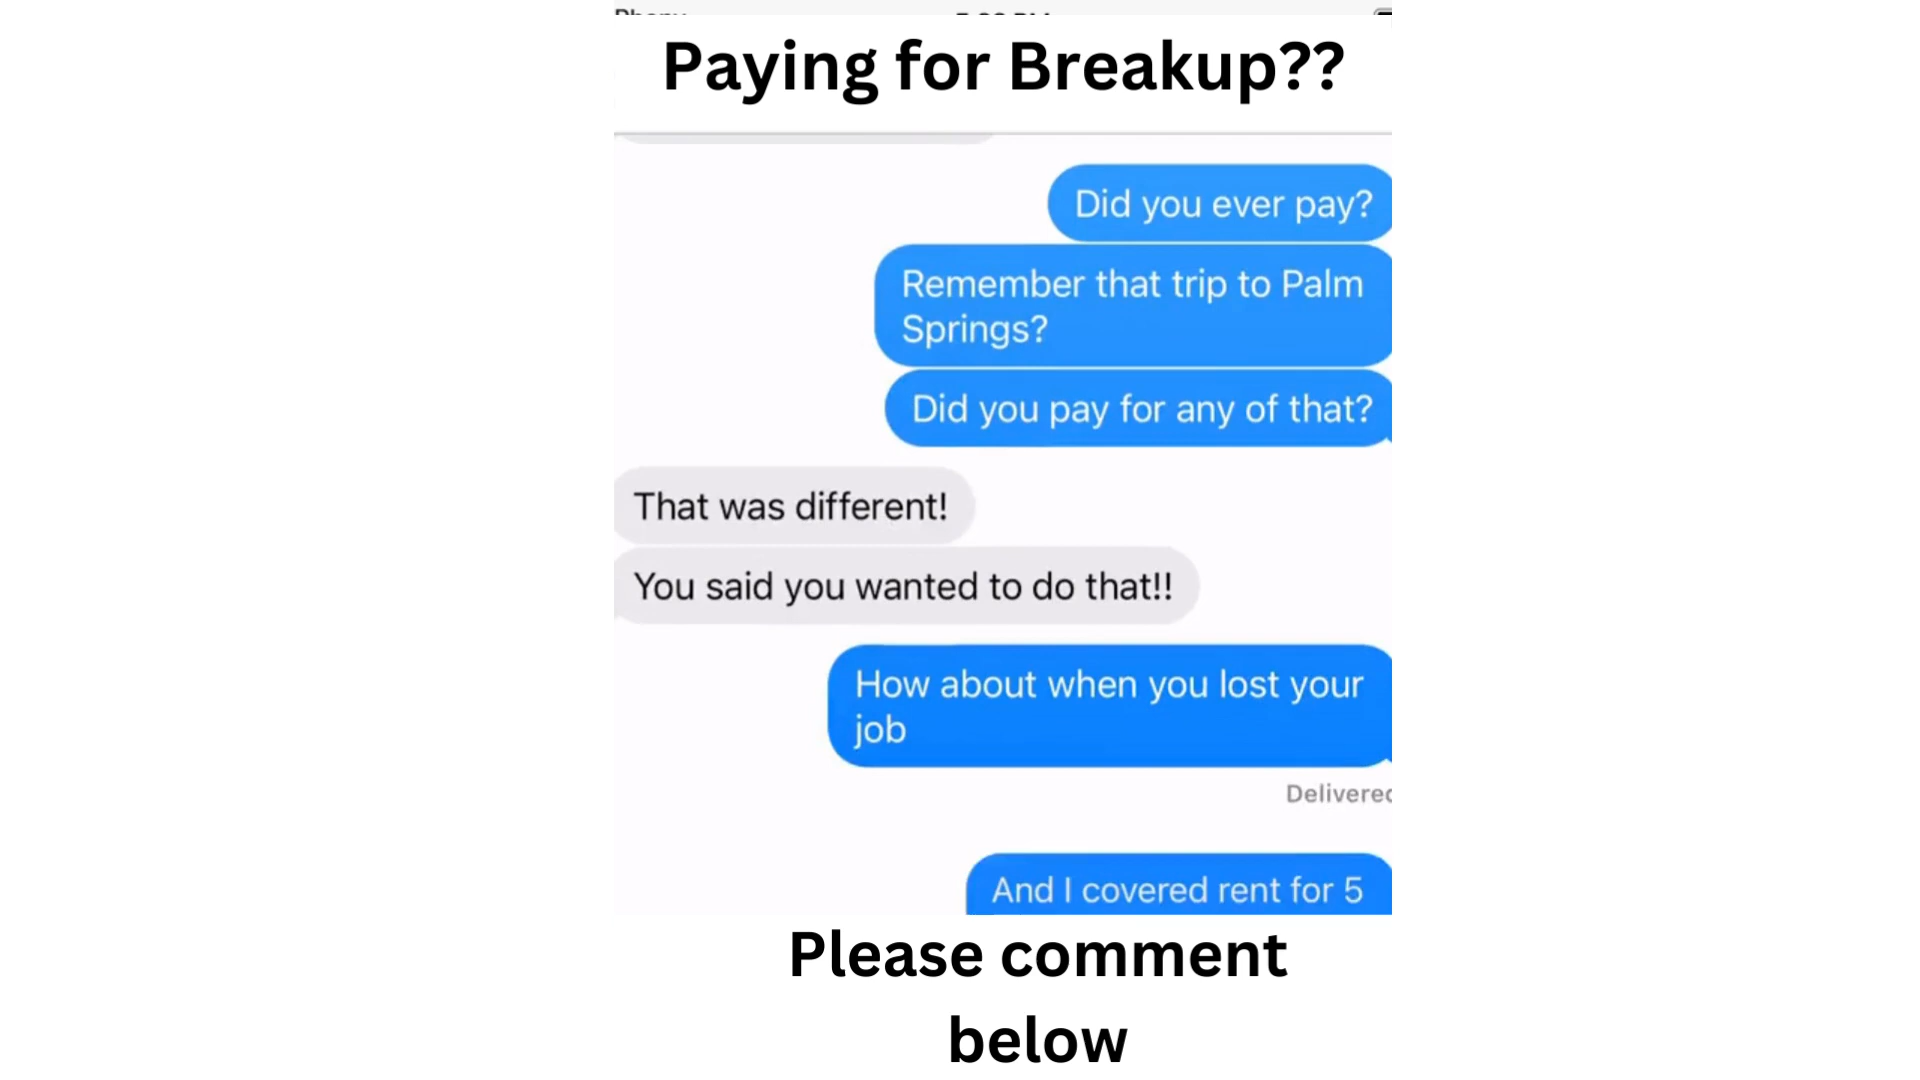 Paying for Breakup??
Did you ever pay?
Remember that trip to Palm
Springs?
Did you pay for any of that?
That was different!
You said you wanted to do that!!
How about when you lost your
job
And I covered rent for 5
Please comment
below